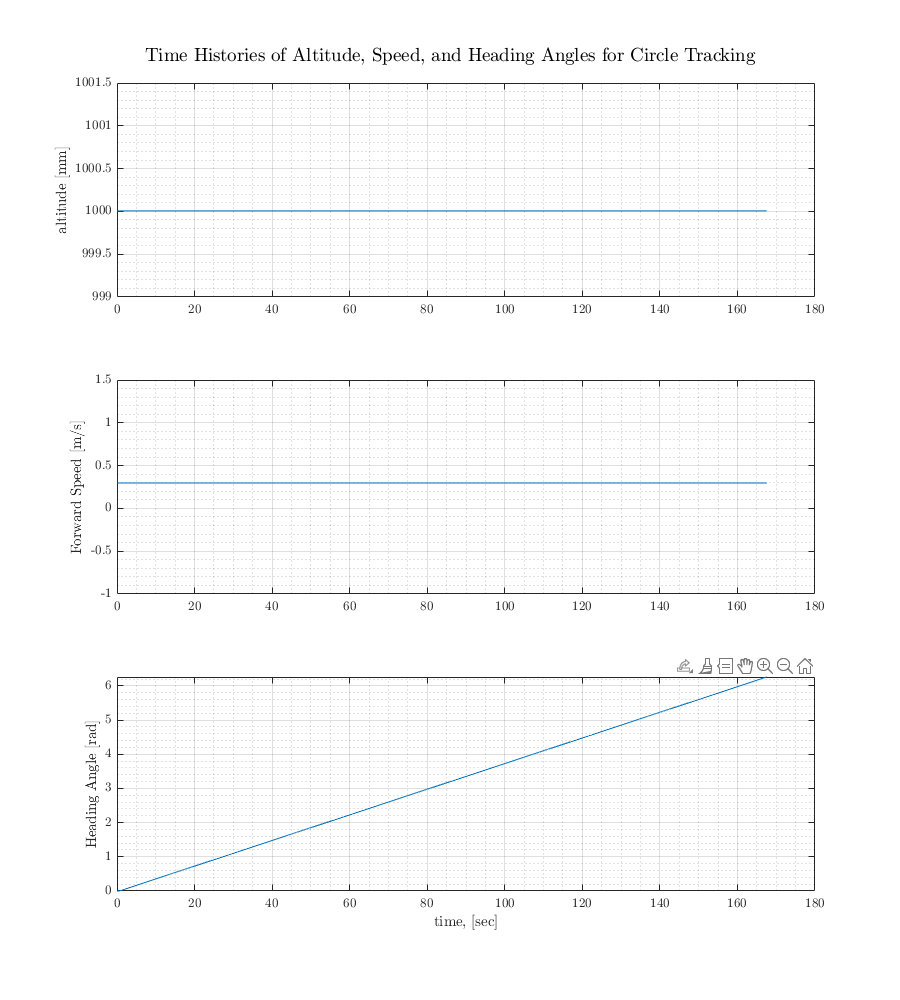 Time Histories of Altitude, Speed, and Heading Angles for Circle Tracking
1001.5
1001
1000.5
1000
999.5
999
altitude [mm]
0 20 40 60 80 100 120 140 160 180
1.5
1
0.5
0
-0.5
-1
Forward Speed [m/s]
0 20 40 60 80 100 120 140 160 180
6
5
4
3
2
1
0
Heading Angle [rad]
0 20 40 60 80 100 120 140 160 180
time, [sec]